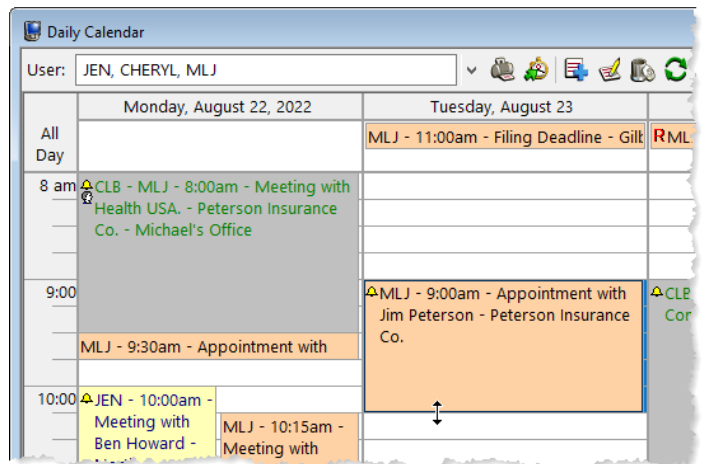 Daily Calendar
User: JEN, CHERYL, MLJ
Monday, August 22, 2022
Tuesday, August 23
All
Day
MLJ - 11:00am - Filing Deadline -
R
8 am
CLB - MLJ - 8:00am - Meeting with
Health USA. - Peterson Insurance
Co. - Michael's Office
9:00
MLJ - 9:00am - Appointment with
Jim Peterson - Peterson Insurance
Co.
CLB
MLJ - 9:30am - Appointment with
10:00
JEN - 10:00am -
Meeting with
Ben Howard -
MLJ - 10:15am -
Meeting with